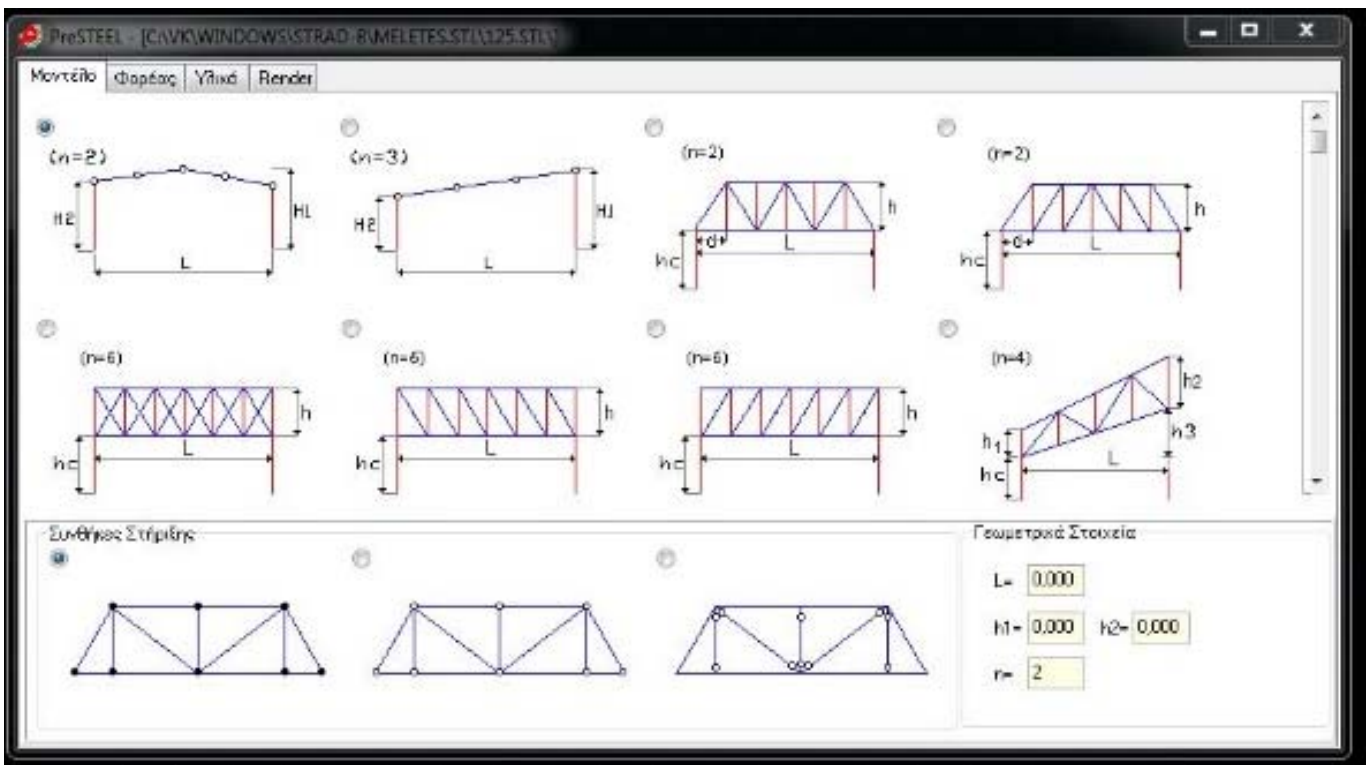 PreSTEEL - [C:\VK\WINDOWS\STRAD-B\MELETES.STL\125.STL\]
Μοντέλο Φορέας Υλικά Render
(n=2) (n=3) (n=2) (n=2)
H2 H1 H2 H1 h h
L L d L d L
hc hc
(n=6) (n=6) (n=6) (n=4)
h h h h2
h1 h3
L L L L
hc hc hc hc
Συνθήκες Στήριξης Γεωμετρικά Στοιχεία
L= 0,000
h1= 0,000 h2= 0,000
n= 2